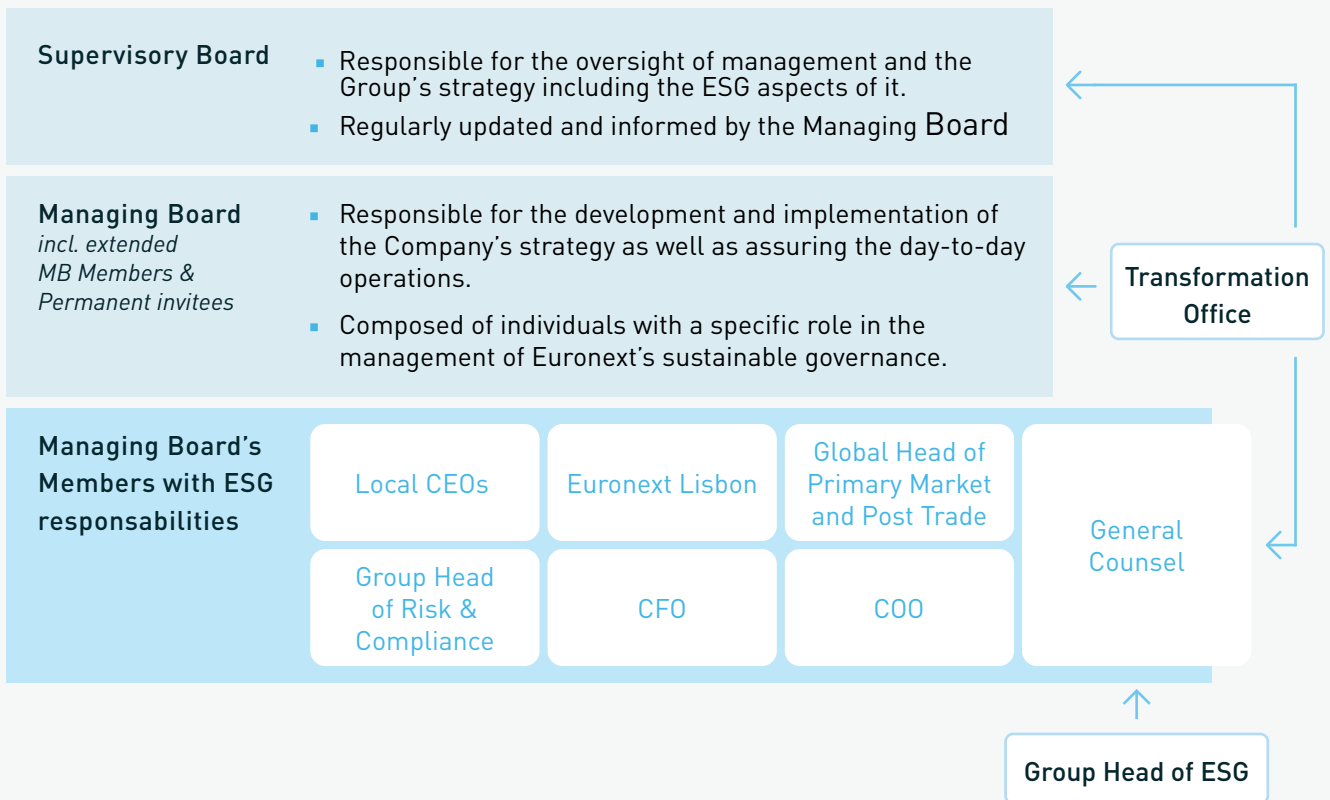 Supervisory Board
Responsible for the oversight of management and the
Group's strategy including the ESG aspects of it.
Regularly updated and informed by the Managing Board
Managing Board
incl. extended
MB Members &
Permanent invitees
Responsible for the development and implementation of
the Company's strategy as well as assuring the day-to-day
operations.
Composed of individuals with a specific role in the
management of Euronext's sustainable governance.
Transformation
Office
Managing Board's
Members with ESG
responsabilities
Local CEOs
Euronext Lisbon
Global Head of
Primary Market
and Post Trade
General
Counsel
Group Head
of Risk &
Compliance
CFO
COO
Group Head of ESG